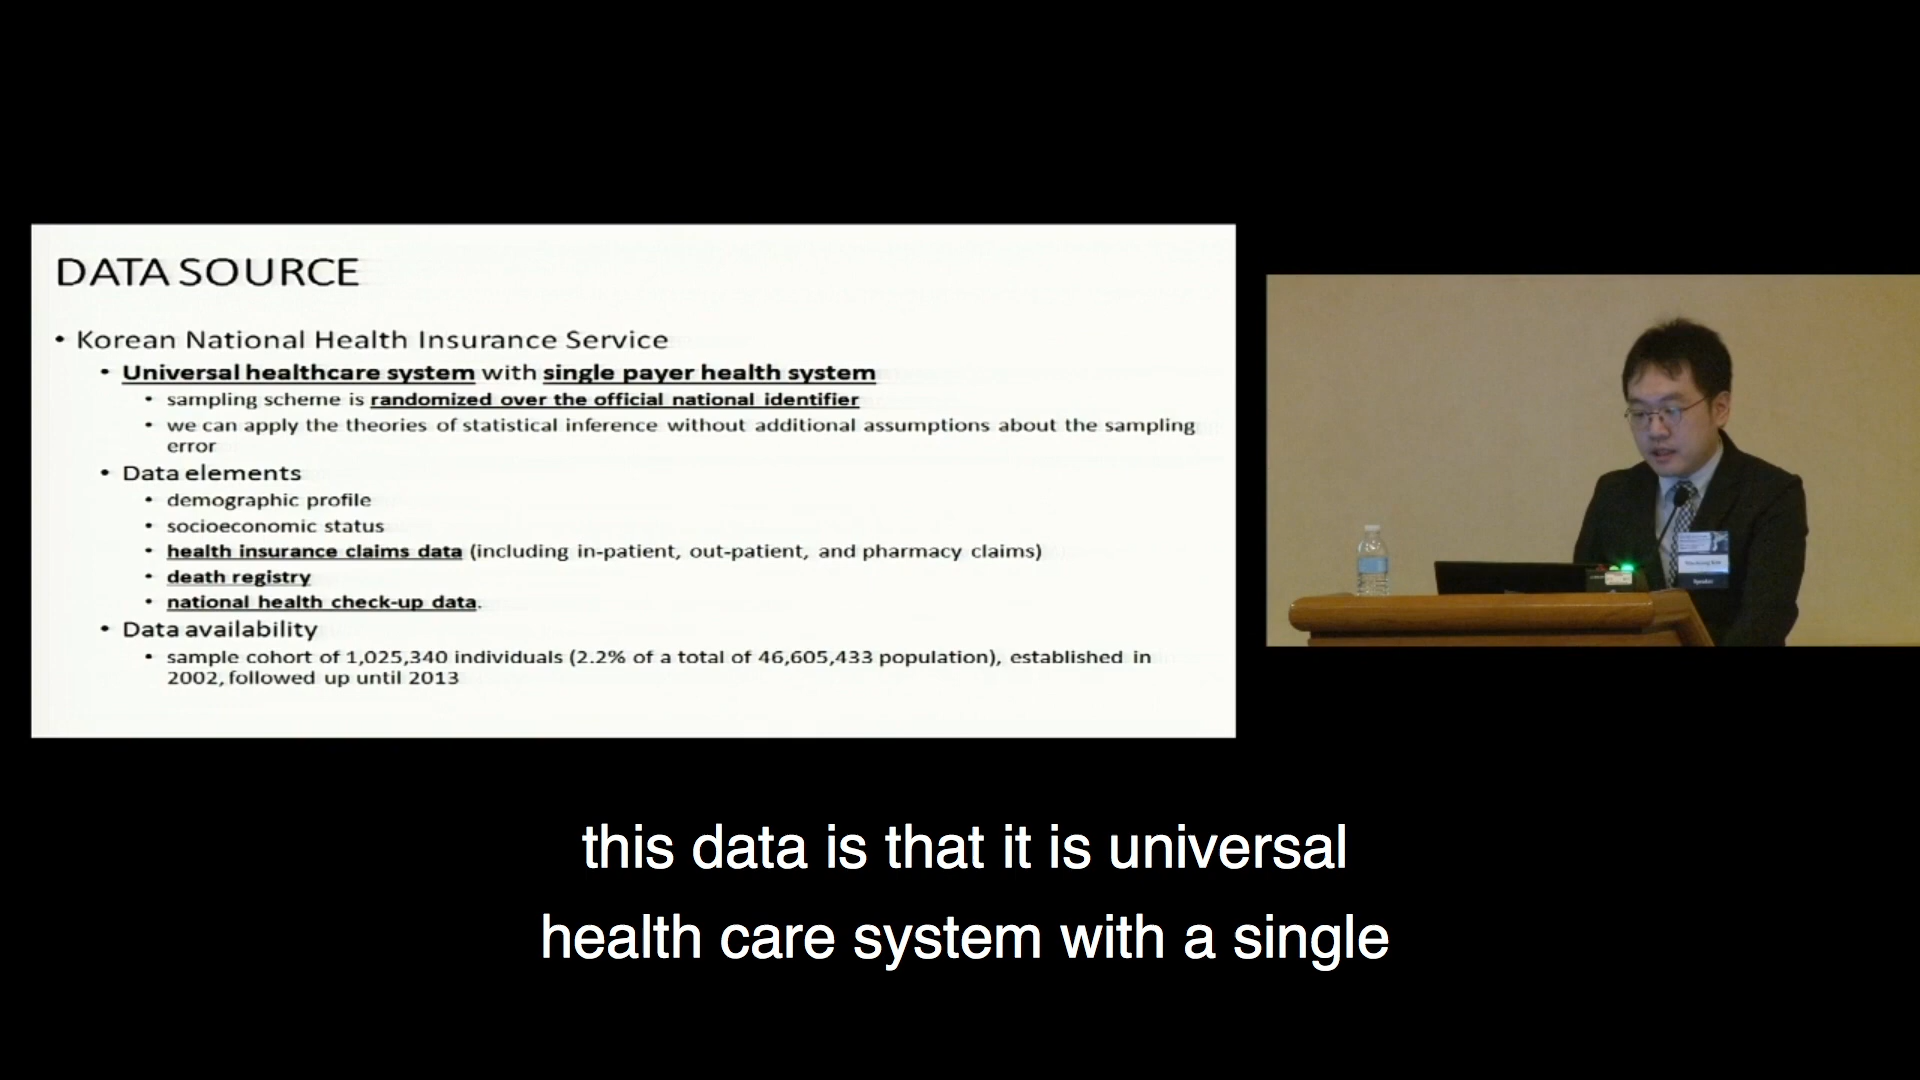 DATA SOURCE
• Korean National Health Insurance Service
• Universal healthcare system with single payer health system
• sampling scheme is randomized over the official national identifier
• we can apply the theories of statistical inference without additional assumptions about the sampling
error
• Data elements
• demographic profile
• socioeconomic status
• health insurance claims data (including in-patient, out-patient, and pharmacy claims)
• death registry
• national health check-up data.
• Data availability
• sample cohort of 1,025,340 individuals (2.2% of a total of 46,605,433 population), established in
2002, followed up until 2013
Speaker
this data is that it is universal
health care system with a single